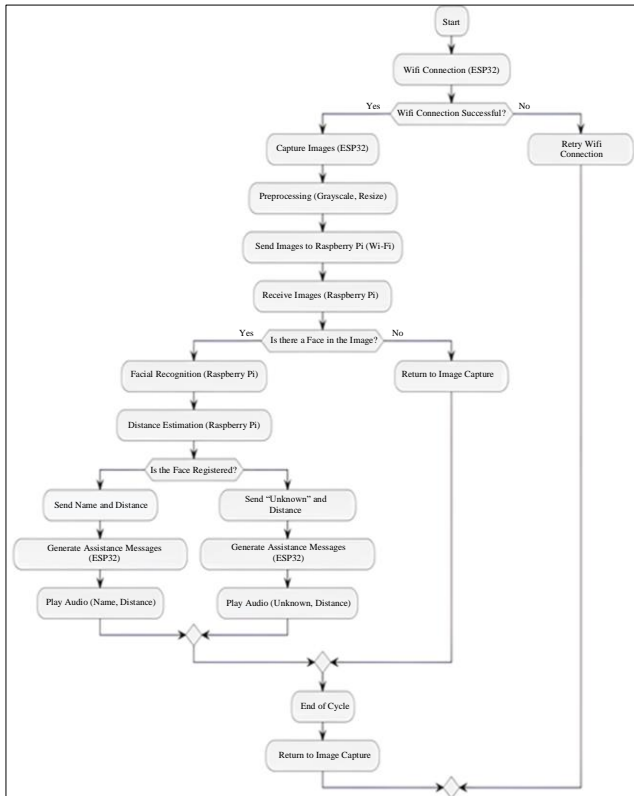 Start
Wifi Connection (ESP32)
Yes
Wifi Connection Successful?
No
Capture Images (ESP32)
Retry Wifi
Connection
Preprocessing (Grayscale, Resize)
Send Images to Raspberry Pi (Wi-Fi)
Receive Images (Raspberry Pi)
Yes
Is there a Face in the Image?
No
Facial Recognition (Raspberry Pi)
Return to Image Capture
Distance Estimation (Raspberry Pi)
Is the Face Registered?
Send Name and Distance
Send “Unknown” and
Distance
Generate Assistance Messages
(ESP32)
Generate Assistance Messages
(ESP32)
Play Audio (Name, Distance)
Play Audio (Unknown, Distance)
End of Cycle
Return to Image Capture